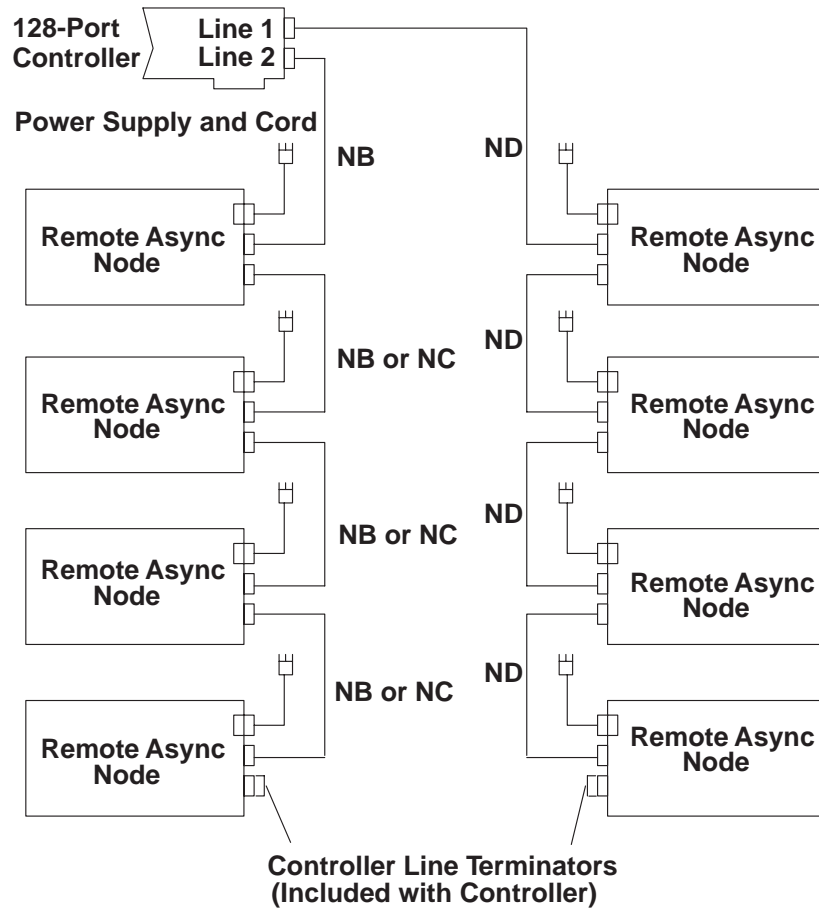 128-Port
Controller
Line 1
Line 2
Power Supply and Cord
NB
ND
Remote Async
Node
Remote Async
Node
NB or NC
ND
Remote Async
Node
Remote Async
Node
NB or NC
ND
Remote Async
Node
Remote Async
Node
NB or NC
ND
Remote Async
Node
Remote Async
Node
Controller Line Terminators
(Included with Controller)